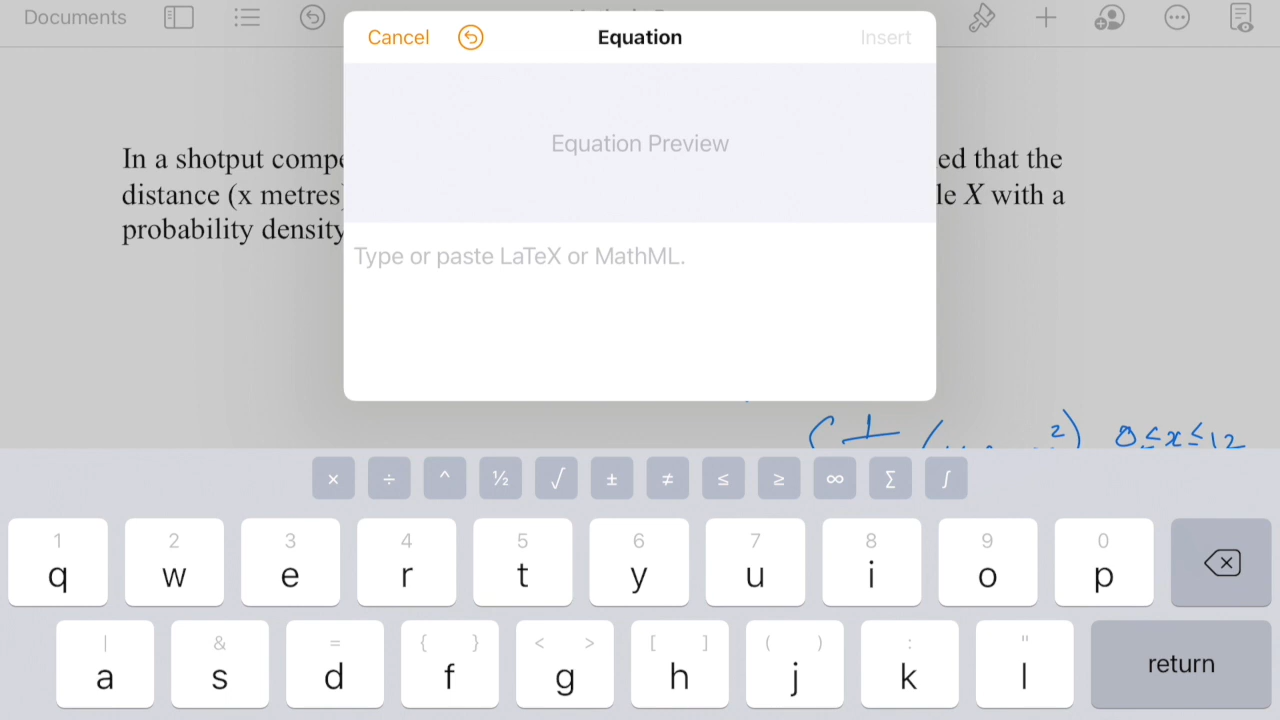 Documents
Cancel Equation Insert
Equation Preview
Type or paste LaTeX or MathML.
In a shotput compe ed that the
distance (x metres) le X with a
probability density
2) 8≤x≤12
× ÷ ^ ½ √ ± ≠ ≤ ≥ ∞ Σ ∫
1 2 3 4 5 6 7 8 9 0
q w e r t y u i o p
| & = { } < > [ ] ( ) : "
a s d f g h j k l return